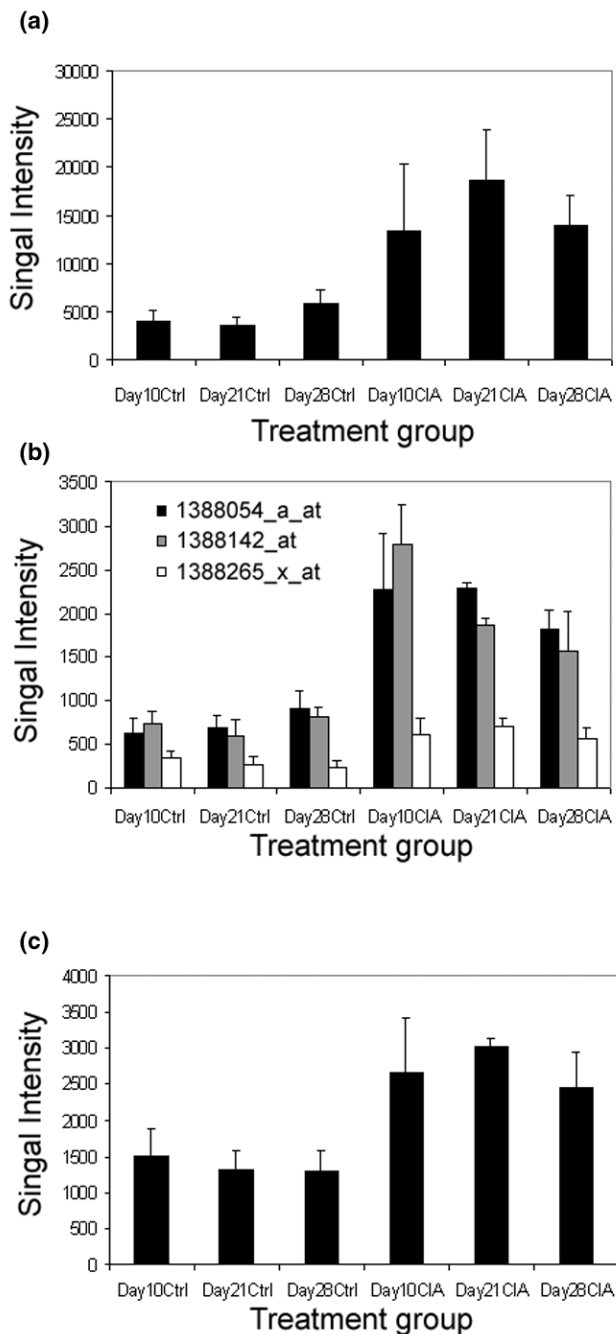 (a)
30000
25000
20000
15000
10000
5000
0
Singal Intensity
Day10Ctrl Day21Ctrl Day28Ctrl Day10CIA Day21CIA Day28CIA
Treatment group
(b)
3500
3000
2500
2000
1500
1000
500
0
Singal Intensity
1388054_a_at
1388142_at
1388265_x_at
Day10Ctrl Day21Ctrl Day28Ctrl Day10CIA Day21CIA Day28CIA
Treatment group
(c)
4000
3500
3000
2500
2000
1500
1000
500
0
Singal Intensity
Day10Ctrl Day21Ctrl Day28Ctrl Day10CIA Day21CIA Day28CIA
Treatment group